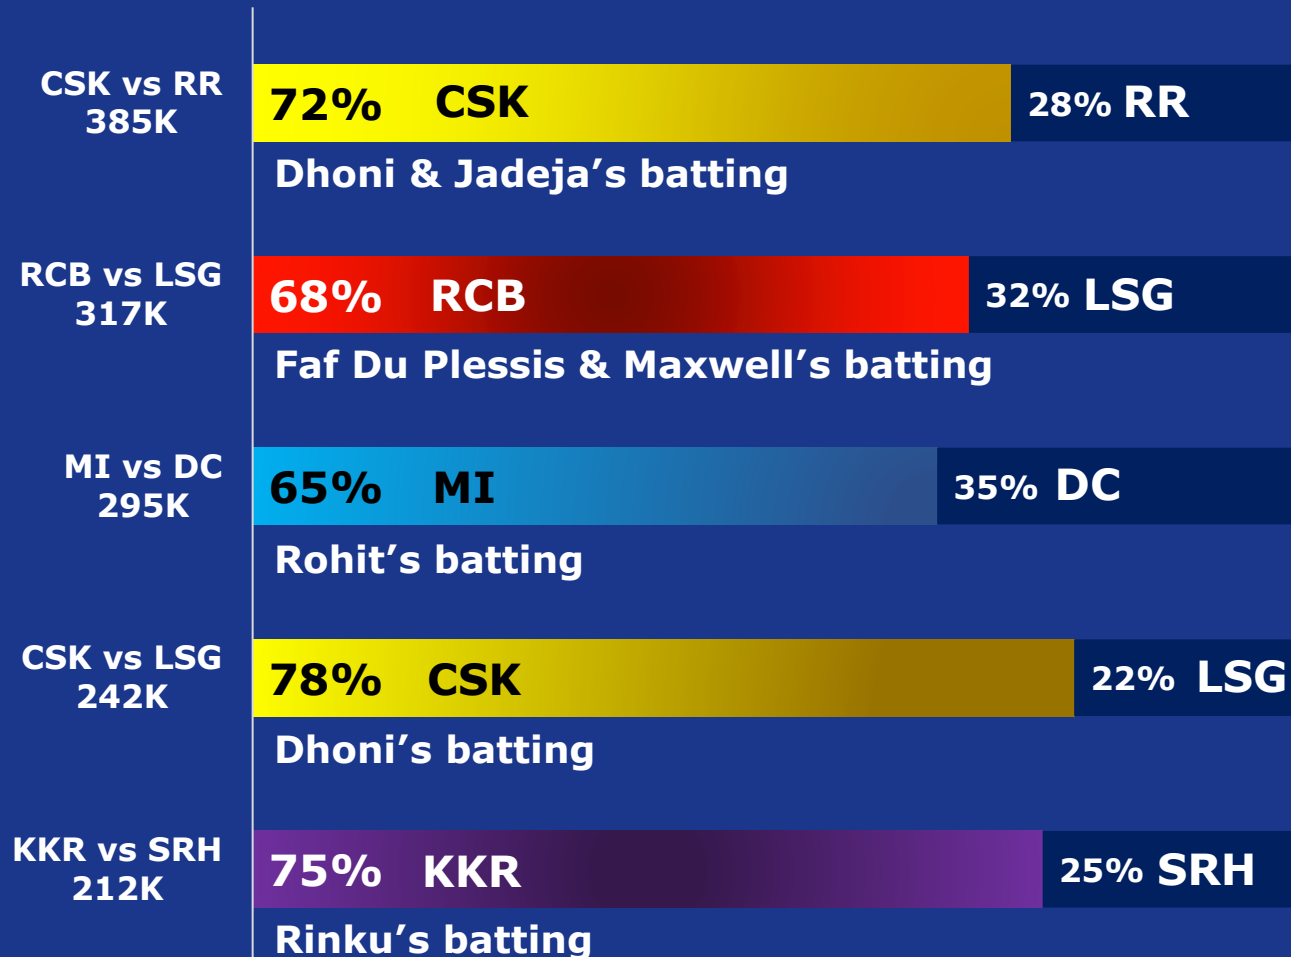 CSK vs RR
385K
72% CSK 28% RR
Dhoni & Jadeja’s batting
RCB vs LSG
317K
68% RCB 32% LSG
Faf Du Plessis & Maxwell’s batting
MI vs DC
295K
65% MI 35% DC
Rohit’s batting
CSK vs LSG
242K
78% CSK 22% LSG
Dhoni’s batting
KKR vs SRH
212K
75% KKR 25% SRH
Rinku’s batting